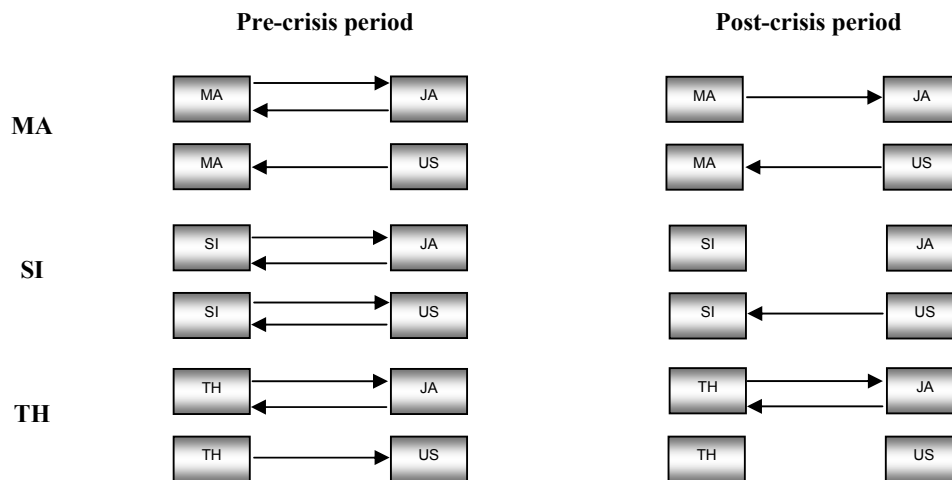 Pre-crisis period Post-crisis period
MA JA MA JA
MA
MA US MA US
SI JA SI JA
SI
SI US SI US
TH JA TH JA
TH
TH US TH US